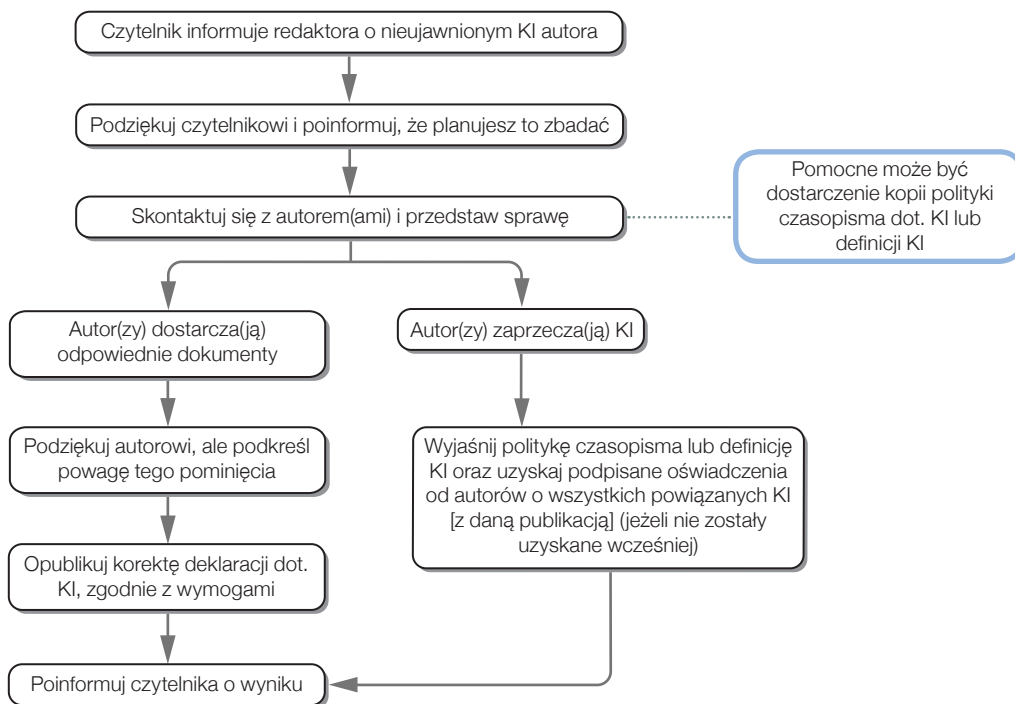 Czytelnik informuje redaktora o nieujawnionym KI autora
Podziękuj czytelnikowi i poinformuj, że planujesz to zbadać
Skontaktuj się z autorem(ami) i przedstaw sprawę
Pomocne może być
dostarczenie kopii polityki
czasopisma dot. KI lub
definicji KI
Autor(zy) dostarcza(ją)
odpowiednie dokumenty
Autor(zy) zaprzecza(ją) KI
Podziękuj autorowi, ale podkreśl
powagę tego pominięcia
Wyjaśnij politykę czasopisma lub definicję
KI oraz uzyskaj podpisane oświadczenia
od autorów o wszystkich powiązanych KI
[z daną publikacją] (jeżeli nie zostały
uzyskane wcześniej)
Opublikuj korektę deklaracji dot.
KI, zgodnie z wymogami
Poinformuj czytelnika o wyniku